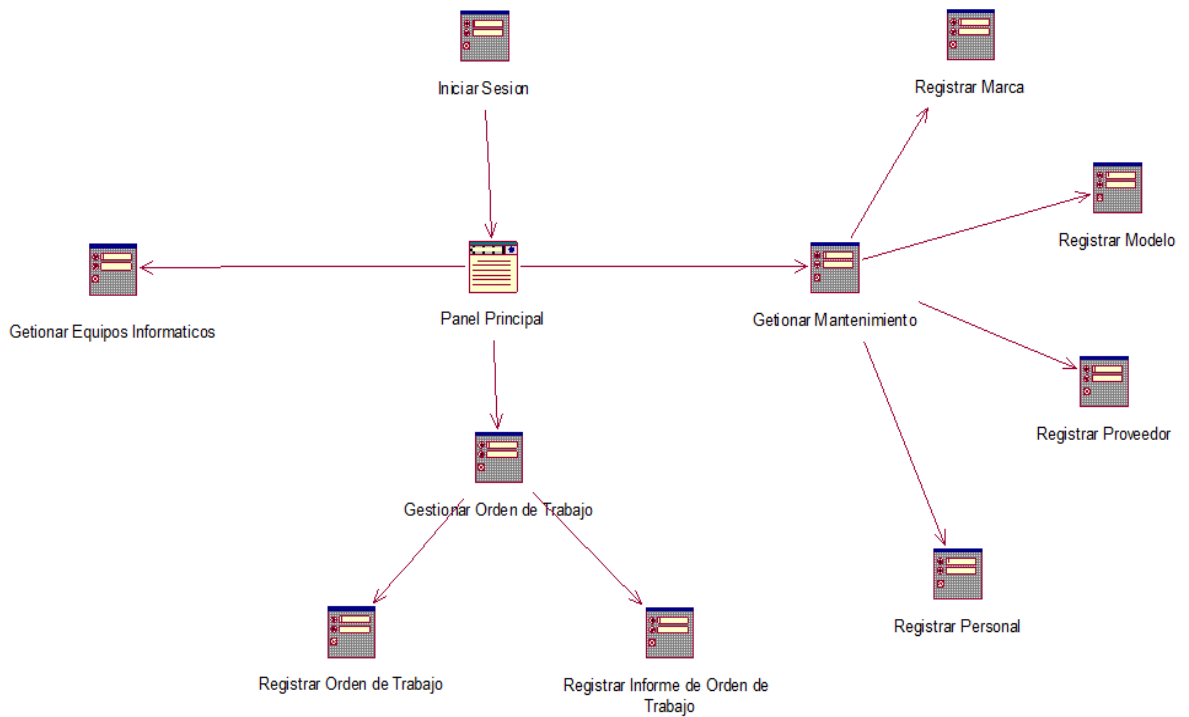 Iniciar Sesion
Registrar Marca
Registrar Modelo
Getionar Equipos Informaticos
Panel Principal
Getionar Mantenimiento
Registrar Proveedor
Gestionar Orden de Trabajo
Registrar Personal
Registrar Orden de Trabajo
Registrar Informe de Orden de
Trabajo